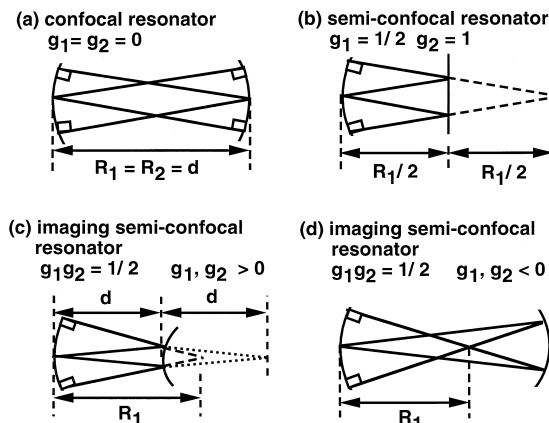 (a) confocal resonator
g₁= g₂ = 0
R₁ = R₂ = d
(b) semi-confocal resonator
g₁ = 1/2 g₂ = 1
R₁/ 2
R₁/ 2
(c) imaging semi-confocal
resonator
g₁g₂ = 1/ 2 g₁, g₂ > 0
d
d
R₁
(d) imaging semi-confocal
resonator
g₁g₂ = 1/2 g₁, g₂ < 0
R₁